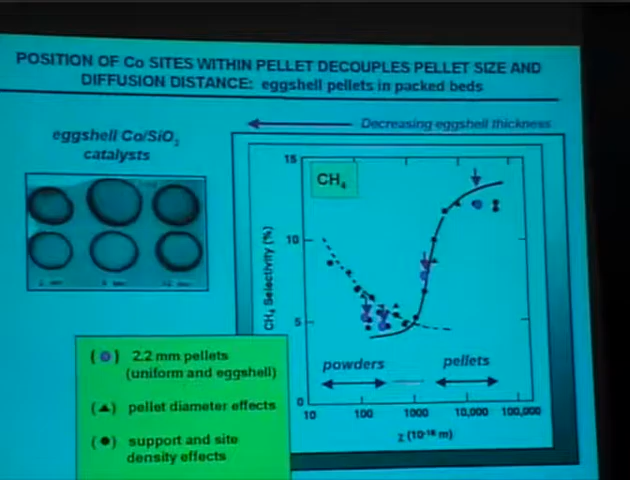 POSITION OF Co SITES WITHIN PELLET DECOUPLES PELLET SIZE AND
DIFFUSION DISTANCE: eggshell pellets in packed beds
Decreasing eggshell thickness
eggshell Co/SiO2
catalysts
CH4
15
10
5
0
CH4 Selectivity (%)
powders
pellets
10
100
1000
10,000
100,000
χ (10-16 m)
(●) 2.2 mm pellets
(uniform and eggshell)
(▲) pellet diameter effects
(●) support and site
density effects